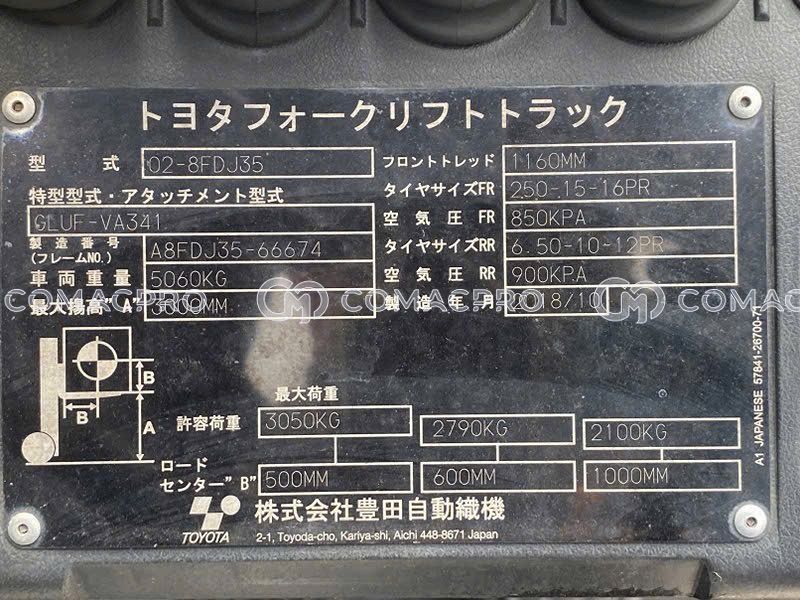 トヨタフォークリフトトラック
型 式 02-8FDJ35
フロントトレッド 1160MM
特型型式・アタッチメント型式
タイヤサイズFR 250-15-16PR
GLUF-VA341
空気圧 FR 850KPA
製造番号
(フレームNO.) A8FDJ35-66674
タイヤサイズRR 6.50-10-12PR
車両重量 5060KG
空気圧 RR 900KPA
最大揚高"A" 3000MM
製造年月 2018/10
COMACPRO COMACPRO COMACPRO
B
B
A
最大荷重
許容荷重 3050KG 2790KG 2100KG
ロード
センター"B" 500MM 600MM 1000MM
TOYOTA
株式会社豊田自動織機
2-1, Toyoda-cho, Kariya-shi, Aichi 448-8671 Japan
A1 JAPANESE 57841-26700-71